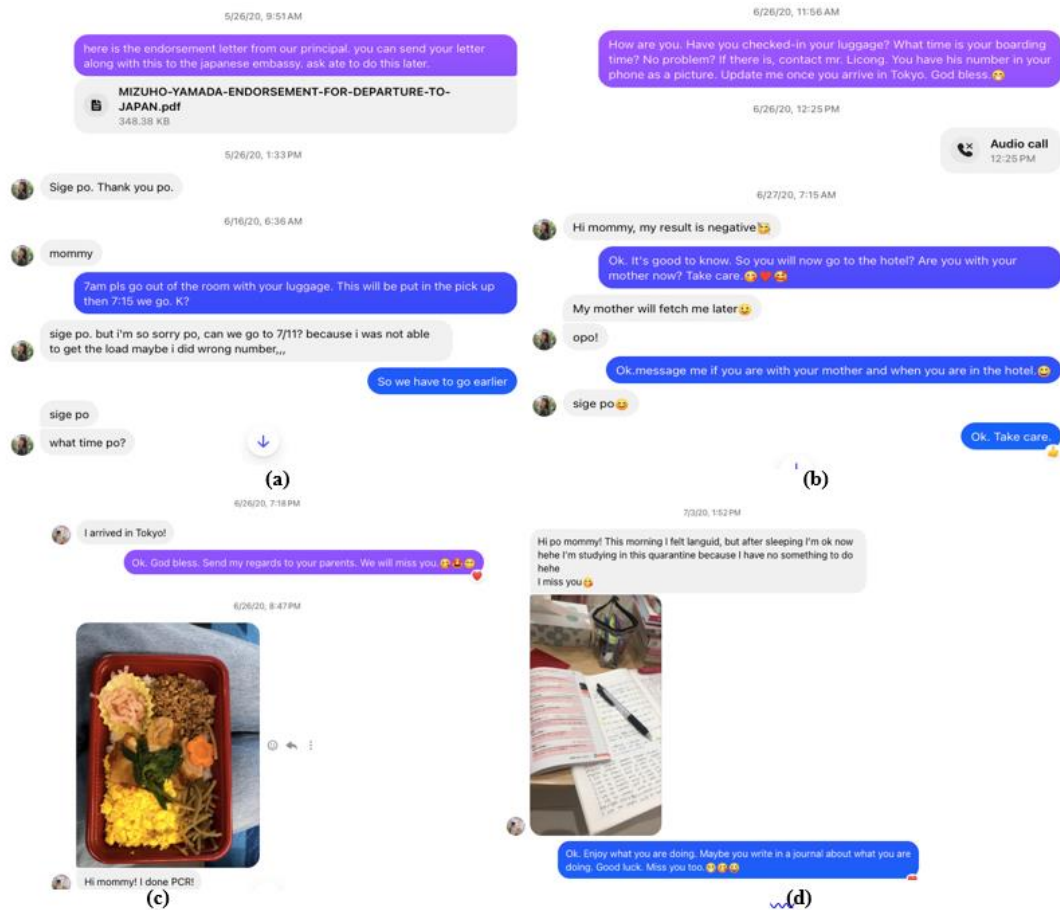 5/26/20, 9:51 AM
here is the endorsement letter from our principal. you can send your letter
along with this to the japanese embassy. ask ate to do this later.
MIZUHO-YAMADA-ENDORSEMENT-FOR-DEPARTURE-TO-
JAPAN.pdf
348.38 KB
5/26/20, 1:33 PM
Sige po. Thank you po.
6/16/20, 6:36 AM
mommy
7am pls go out of the room with your luggage. This will be put in the pick up
then 7:15 we go. K?
sige po. but i'm so sorry po, can we go to 7/11? because i was not able
to get the load maybe i did wrong number,,,
So we have to go earlier
sige po
what time po?
(a)
6/26/20, 11:56 AM
How are you. Have you checked-in your luggage? What time is your boarding
time? No problem? If there is, contact mr. Licong. You have his number in your
phone as a picture. Update me once you arrive in Tokyo. God bless.😁
6/26/20, 12:25 PM
Audio call
12:25 PM
6/27/20, 7:15 AM
Hi mommy, my result is negative🥰
Ok. It's good to know. So you will now go to the hotel? Are you with your
mother now? Take care.🥰❤️🥰
My mother will fetch me later🙂
opo!
Ok.message me if you are with your mother and when you are in the hotel.😀
sige po😊
Ok. Take care.
(b)
6/26/20, 7:18 PM
I arrived in Tokyo!
Ok. God bless. Send my regards to your parents. We will miss you.
6/26/20, 8:47 PM
Hi mommy! I done PCR!
(c)
7/3/20, 1:52 PM
Hi po mommy! This morning I felt languid, but after sleeping I'm ok now
hehe I'm studying in this quarantine because I have no something to do
hehe
I miss you😋
Ok. Enjoy what you are doing. Maybe you write in a journal about what you are
doing. Good luck. Miss you too.
(d)